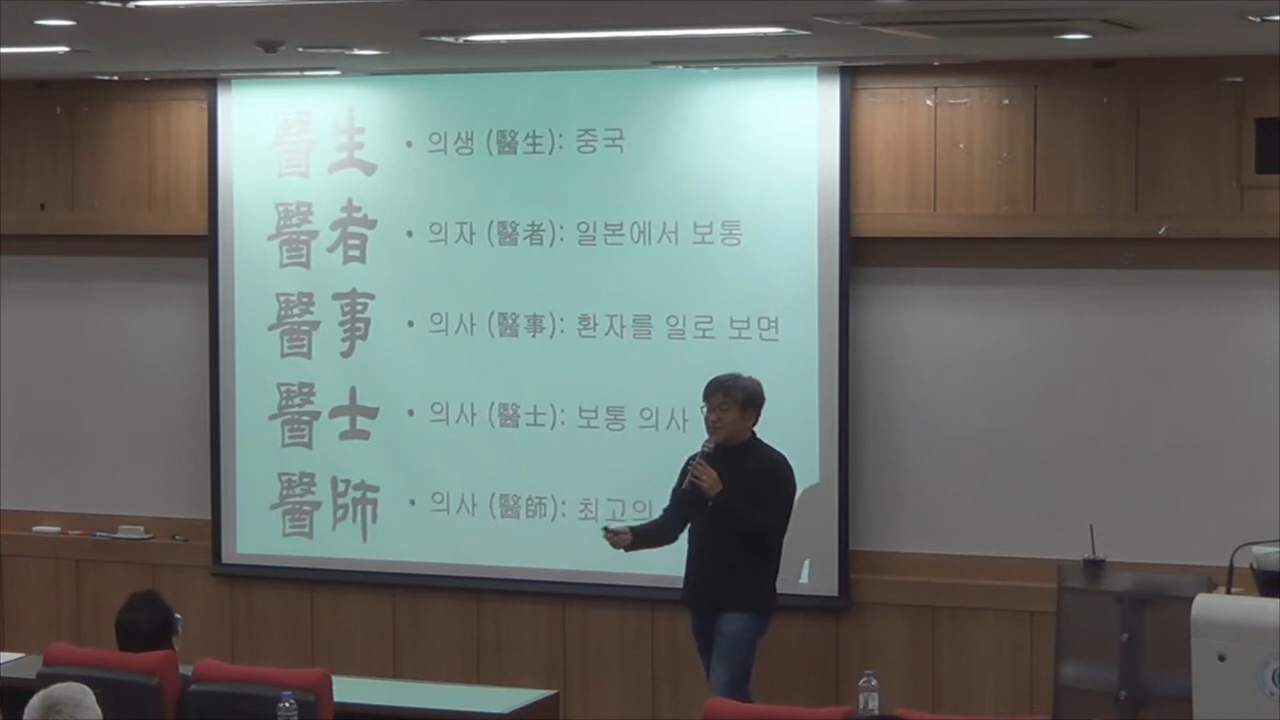 醫生
• 의생 (醫生): 중국
醫者
• 의자 (醫者): 일본에서 보통
醫事
• 의사 (醫事): 환자를 일로 보면
醫士
• 의사 (醫士): 보통 의사
醫師
• 의사 (醫師): 최고의